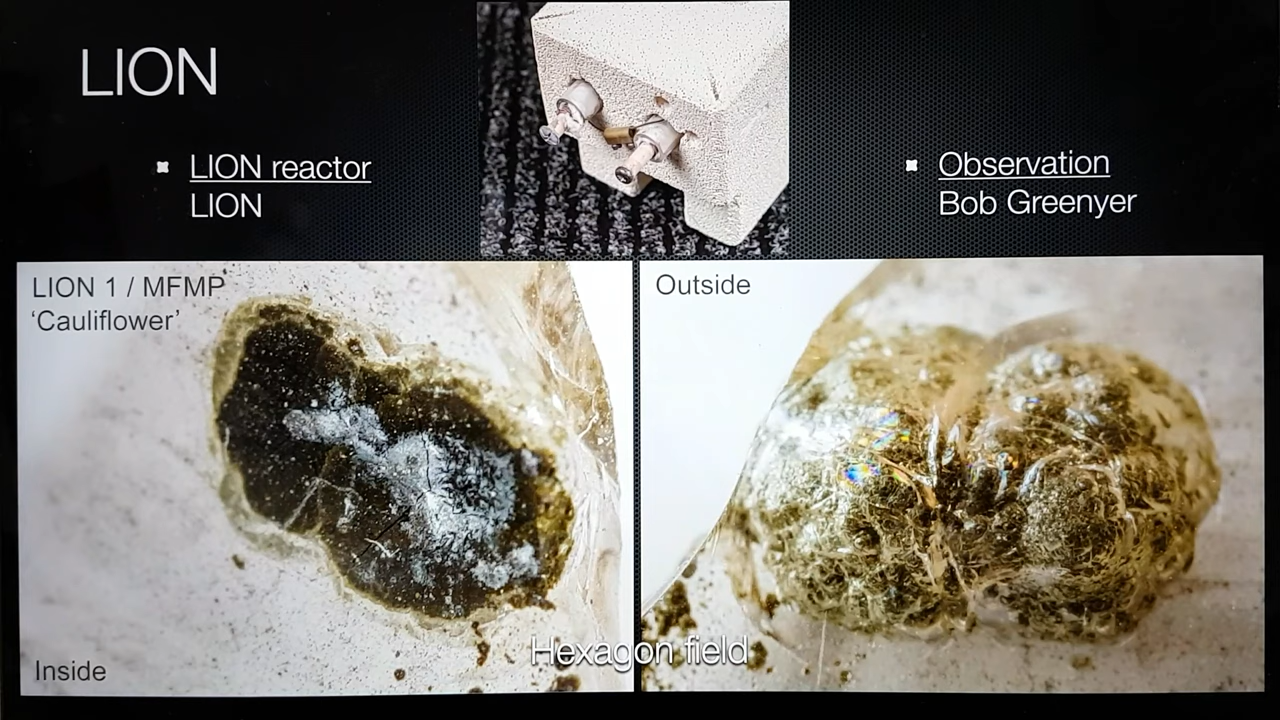 LION
LION reactor
LION
Observation
Bob Greenyer
LION 1 / MFMP
‘Cauliflower’
Outside
Inside
Hexagon field